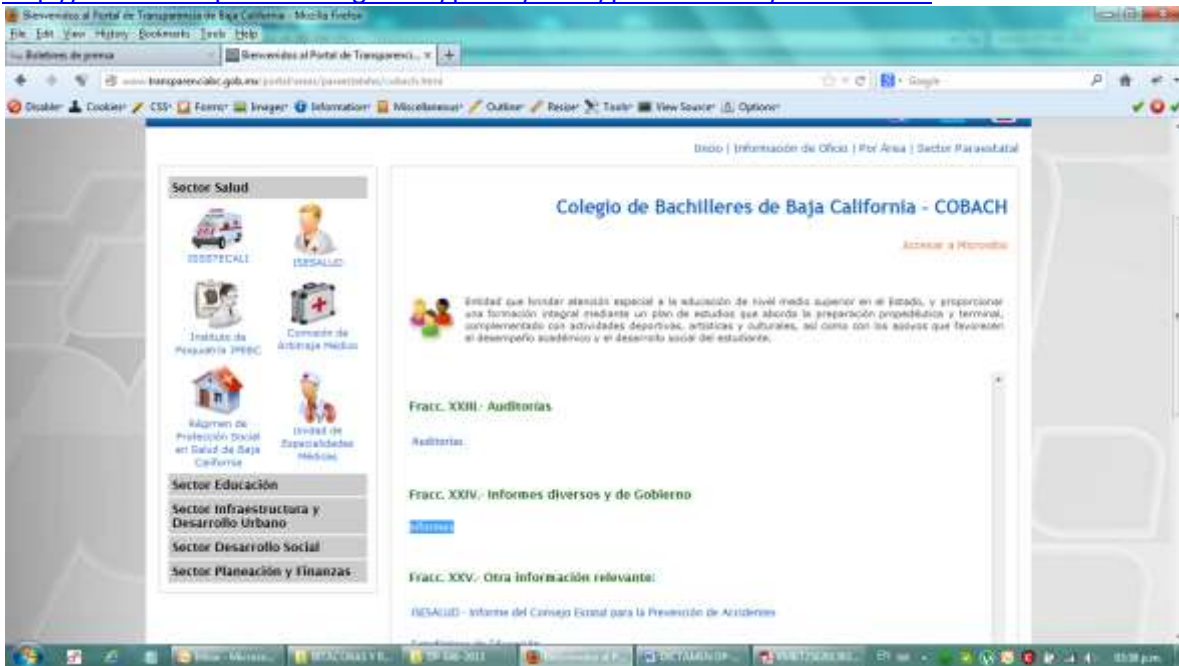 Bienvenidos al Portal de Transparencia de Baja California - Mozilla Firefox
File Edit View History Bookmarks Tools Help
Boletines de prensa
Bienvenidos al Portal de Transparenci...
transparenciabc.gob.mx
Google
Disable Cookies CSS Forms Images Information Miscellaneous Outline Resize Tools View Source Options
Inicio | Información de Oficio | Por Área | Sector Paraestatal
Sector Salud
ISSSTECALI
ISESALUD
Instituto de Psiquiatría IPEBC
Comisión de Arbitraje Médico
Régimen de Protección Social en Salud de Baja California
Unidad de Especialidades Médicas
Sector Educación
Sector Infraestructura y
Desarrollo Urbano
Sector Desarrollo Social
Sector Planeación y Finanzas
Colegio de Bachilleres de Baja California - COBACH
Accesar a Micrositio
Entidad que brindar atención especial a la educación de nivel medio superior en el Estado, y proporcionar
una formación integral mediante un plan de estudios que aborda la preparación propedéutica y terminal,
complementado con actividades deportivas, artísticas y culturales, así como con los apoyos que favorecen
el desempeño académico y el desarrollo social del estudiante.
Fracc. XXIII.- Auditorías
Auditorías
Fracc. XXIV.- Informes diversos y de Gobierno
Informes
Fracc. XXV.- Otra información relevante:
ISESALUD - Informe del Consejo Estatal para la Prevención de Accidentes